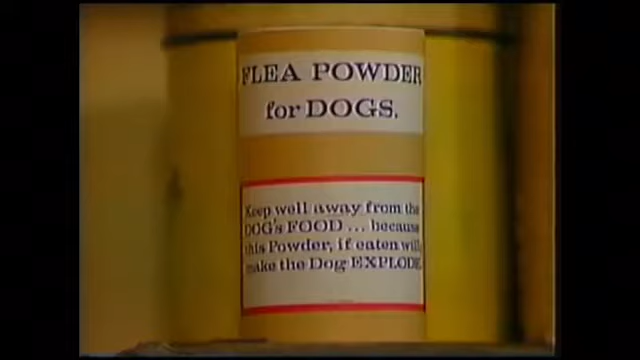 FLEA POWDER
for DOGS.
Keep well away from the
DOG's FOOD ... because
this Powder, if eaten will
make the Dog EXPLODE